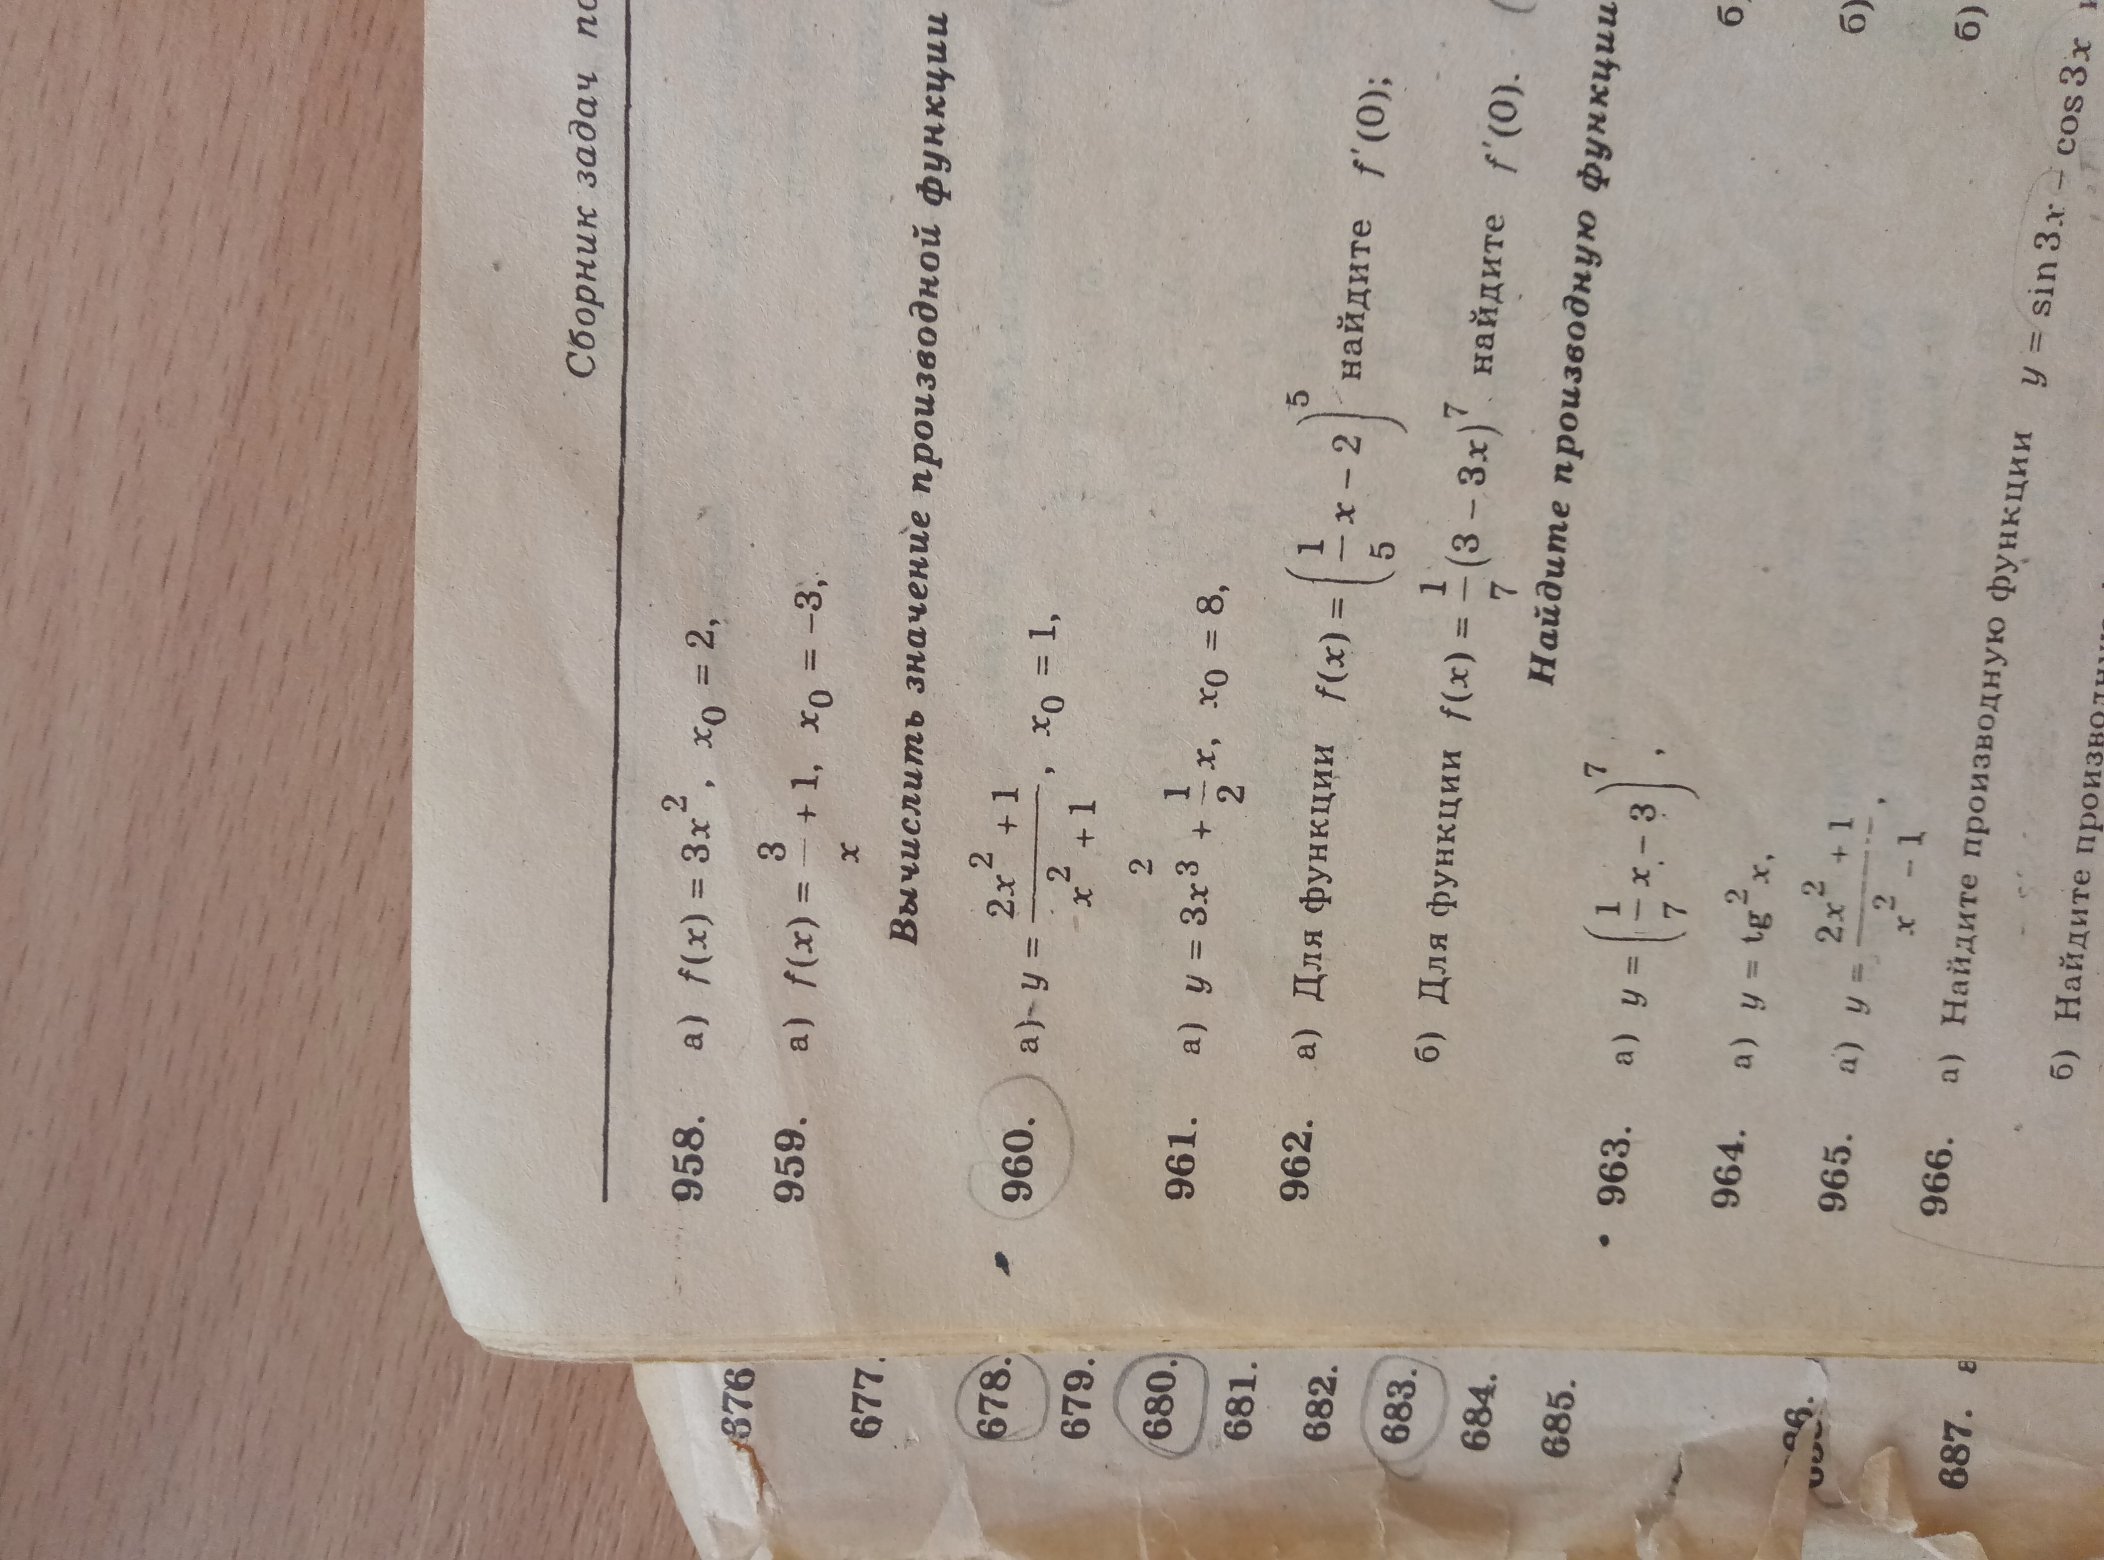 Сборник задач по
958. а) f(x) = 3x², x₀ = 2,
959. а) f(x) = 3/x + 1, x₀ = −3,
Вычислить значение производной функции
960. а) y = (2x² + 1)/(x² + 1), x₀ = 1,
961. а) y = 3x^(2/3) + 1/2 x, x₀ = 8,
962. а) Для функции f(x) = (1/5 x − 2)⁵ найдите f′(0);
б) Для функции f(x) = 1/7 (3 − 3x)⁷ найдите f′(0).
Найдите производную функции
963. а) y = (1/7 x − 3)⁷,
б)
964. а) y = tg² x,
б)
965. а) y = (2x² + 1)/(x² − 1),
б)
966. а) Найдите производную функции y = sin 3x − cos 3x
б) Найдите
676
677.
678.
679.
680.
681.
682.
683.
684.
685.
687.